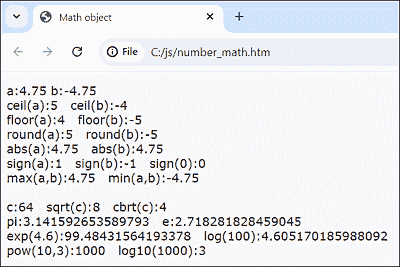 Math object
File C:/js/number_math.htm
a:4.75 b:-4.75
ceil(a):5 ceil(b):-4
floor(a):4 floor(b):-5
round(a):5 round(b):-5
abs(a):4.75 abs(b):4.75
sign(a):1 sign(b):-1 sign(0):0
max(a,b):4.75 min(a,b):-4.75
c:64 sqrt(c):8 cbrt(c):4
pi:3.141592653589793 e:2.718281828459045
exp(4.6):99.48431564193378 log(100):4.605170185988092
pow(10,3):1000 log10(1000):3